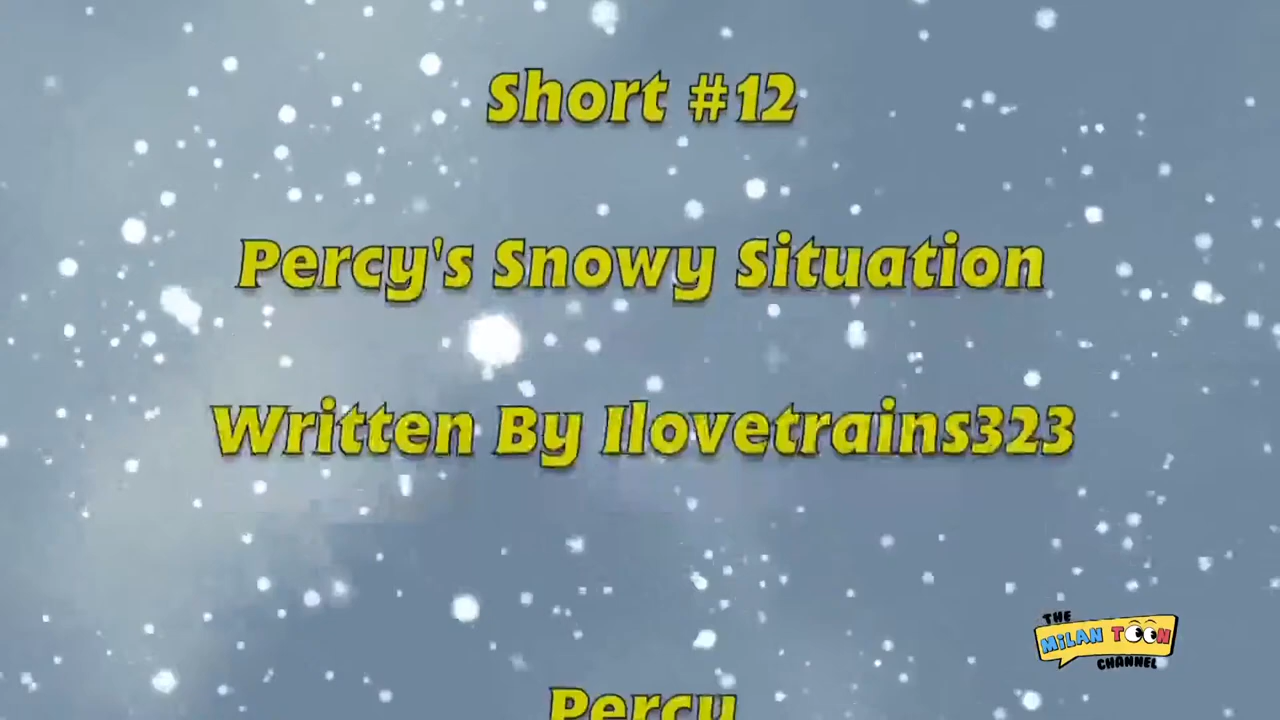 Short #12
Percy's Snowy Situation
Written By Ilovetrains323
Percy
THE
MiLAN TOON
CHANNEL